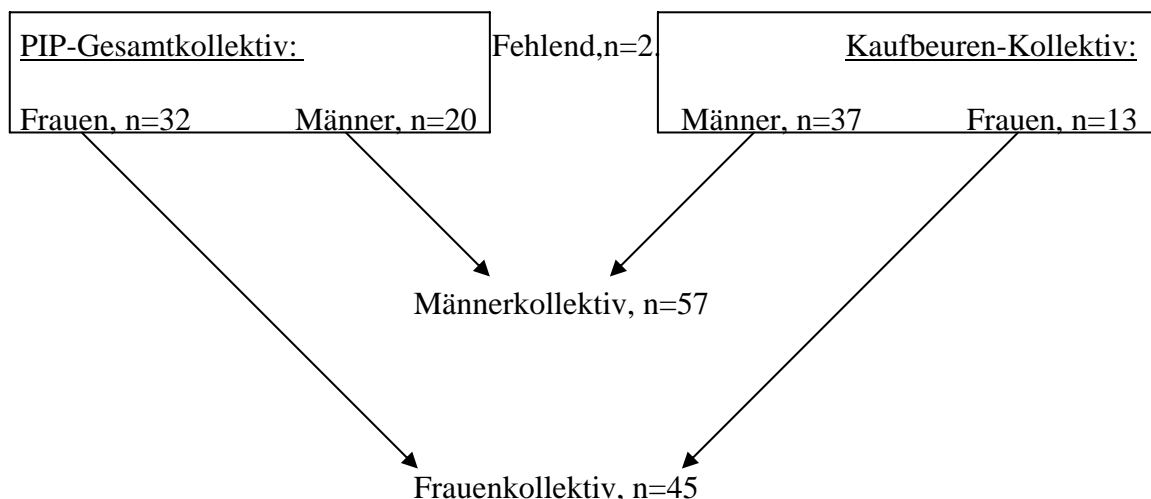 PIP-Gesamtkollektiv:
Frauen, n=32 Männer, n=20
Fehlend,n=2.
Kaufbeuren-Kollektiv:
Männer, n=37 Frauen, n=13
Männerkollektiv, n=57
Frauenkollektiv, n=45